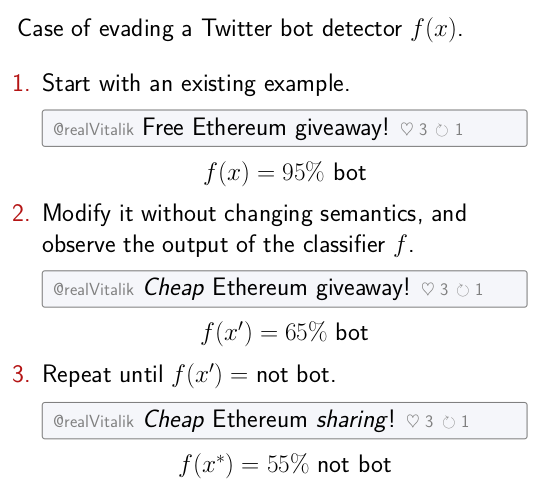 Case of evading a Twitter bot detector f(x).
1. Start with an existing example.
@realVitalik Free Ethereum giveaway! ♡ 3 ↻ 1
f(x) = 95% bot
2. Modify it without changing semantics, and
observe the output of the classifier f.
@realVitalik Cheap Ethereum giveaway! ♡ 3 ↻ 1
f(x′) = 65% bot
3. Repeat until f(x′) = not bot.
@realVitalik Cheap Ethereum sharing! ♡ 3 ↻ 1
f(x*) = 55% not bot